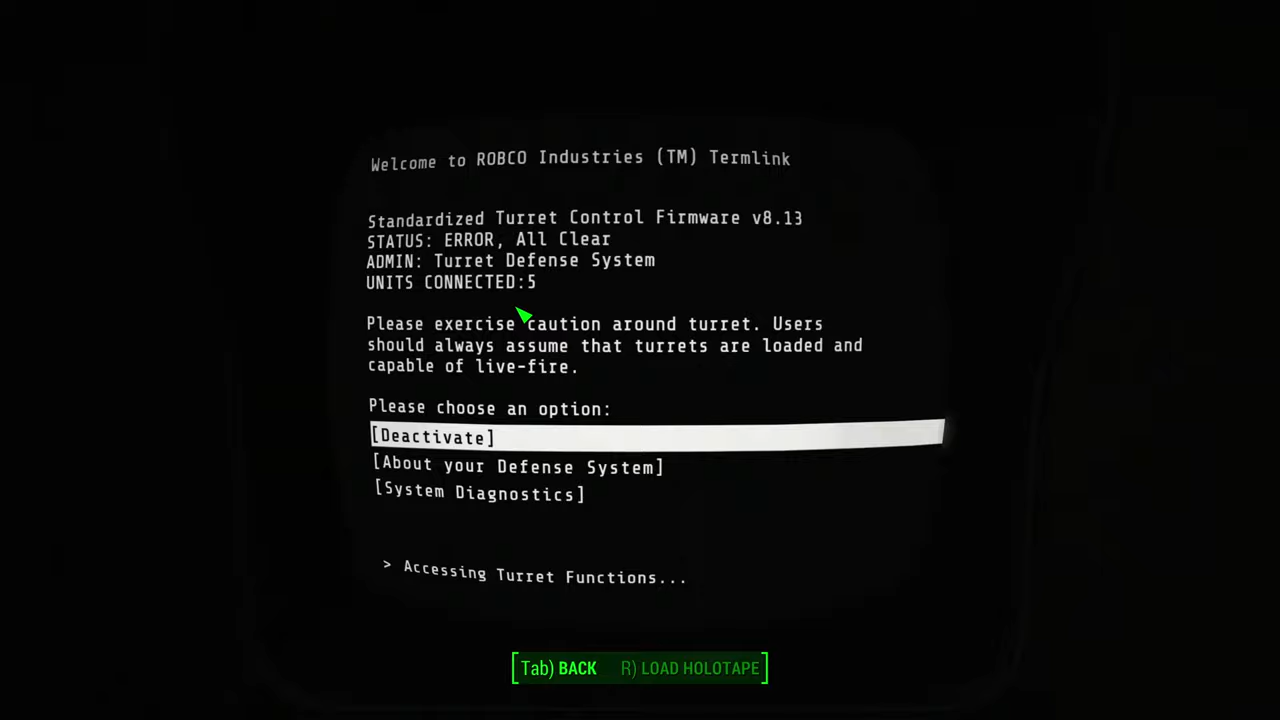 Welcome to ROBCO Industries (TM) Termlink
Standardized Turret Control Firmware v8.13
STATUS: ERROR, All Clear
ADMIN: Turret Defense System
UNITS CONNECTED:5
Please exercise caution around turret. Users
should always assume that turrets are loaded and
capable of live-fire.
Please choose an option:
[Deactivate]
[About your Defense System]
[System Diagnostics]
> Accessing Turret Functions...
Tab) BACK R) LOAD HOLOTAPE